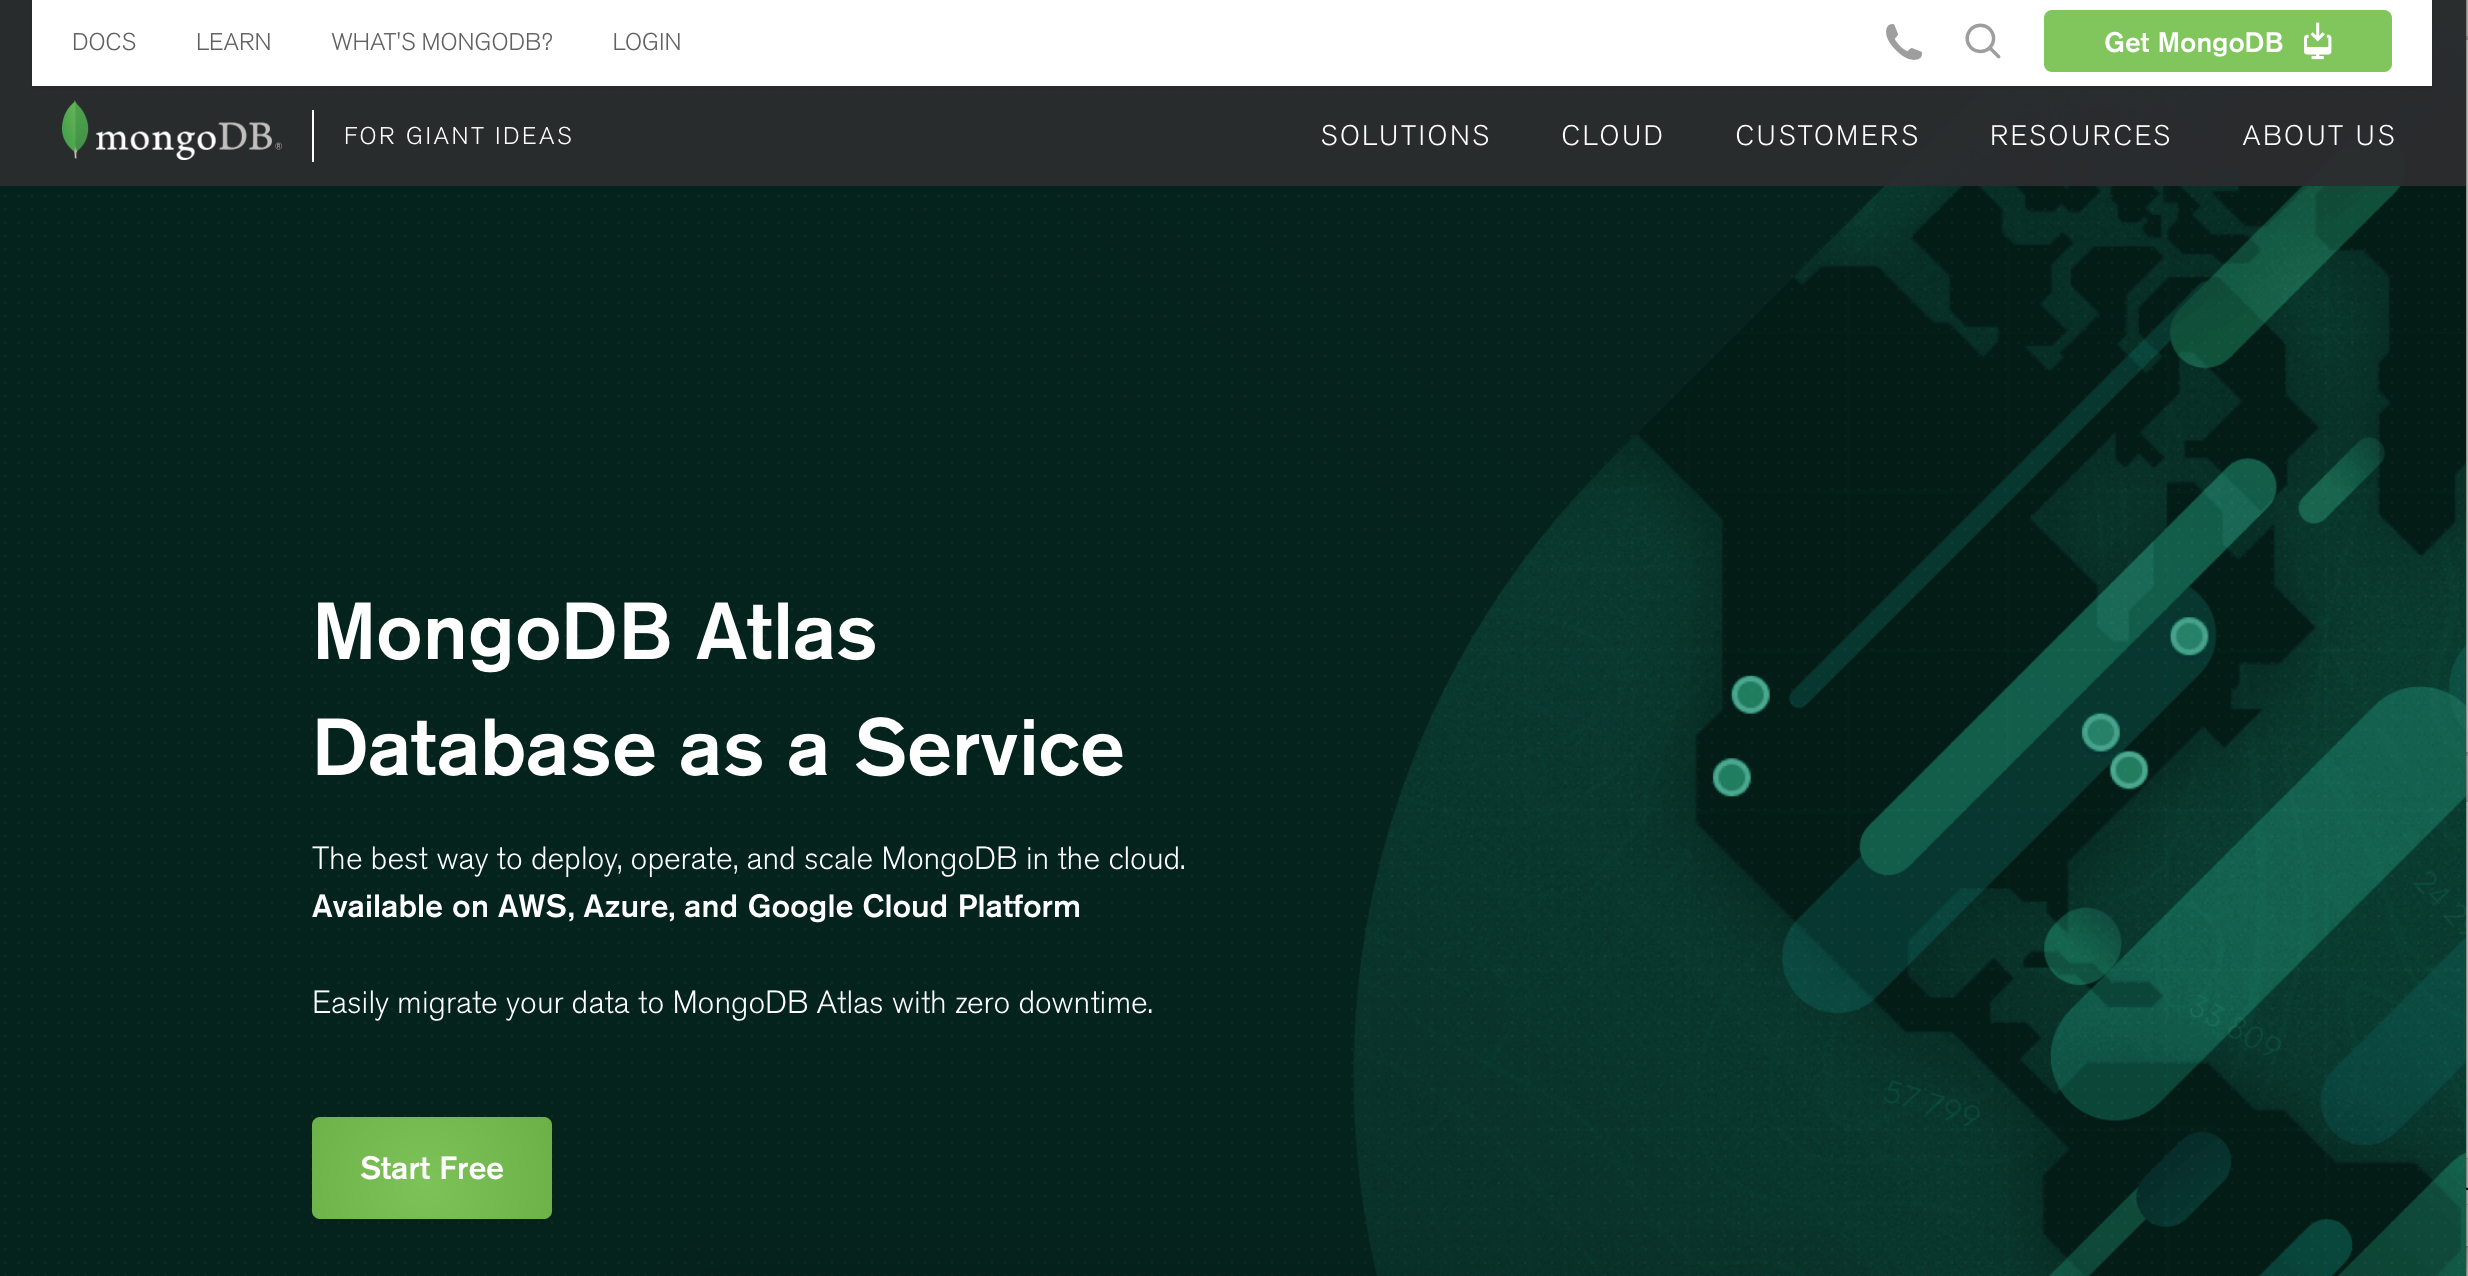 DOCS LEARN WHAT'S MONGODB? LOGIN Get MongoDB
mongoDB® FOR GIANT IDEAS SOLUTIONS CLOUD CUSTOMERS RESOURCES ABOUT US
MongoDB Atlas
Database as a Service
The best way to deploy, operate, and scale MongoDB in the cloud.
Available on AWS, Azure, and Google Cloud Platform
Easily migrate your data to MongoDB Atlas with zero downtime.
Start Free
57.799